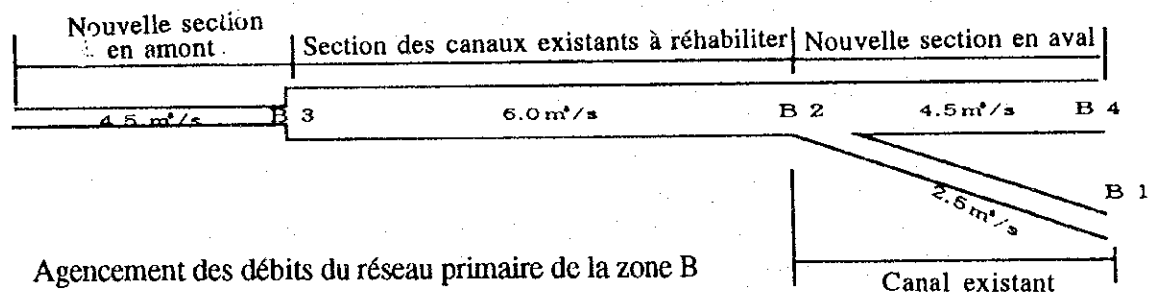 Nouvelle section
en amont
Section des canaux existants à réhabiliter
Nouvelle section en aval
4.5 m³/s
B 3
6.0 m³/s
B 2
4.5 m³/s
B 4
2.5 m³/s
B 1
Agencement des débits du réseau primaire de la zone B
Canal existant